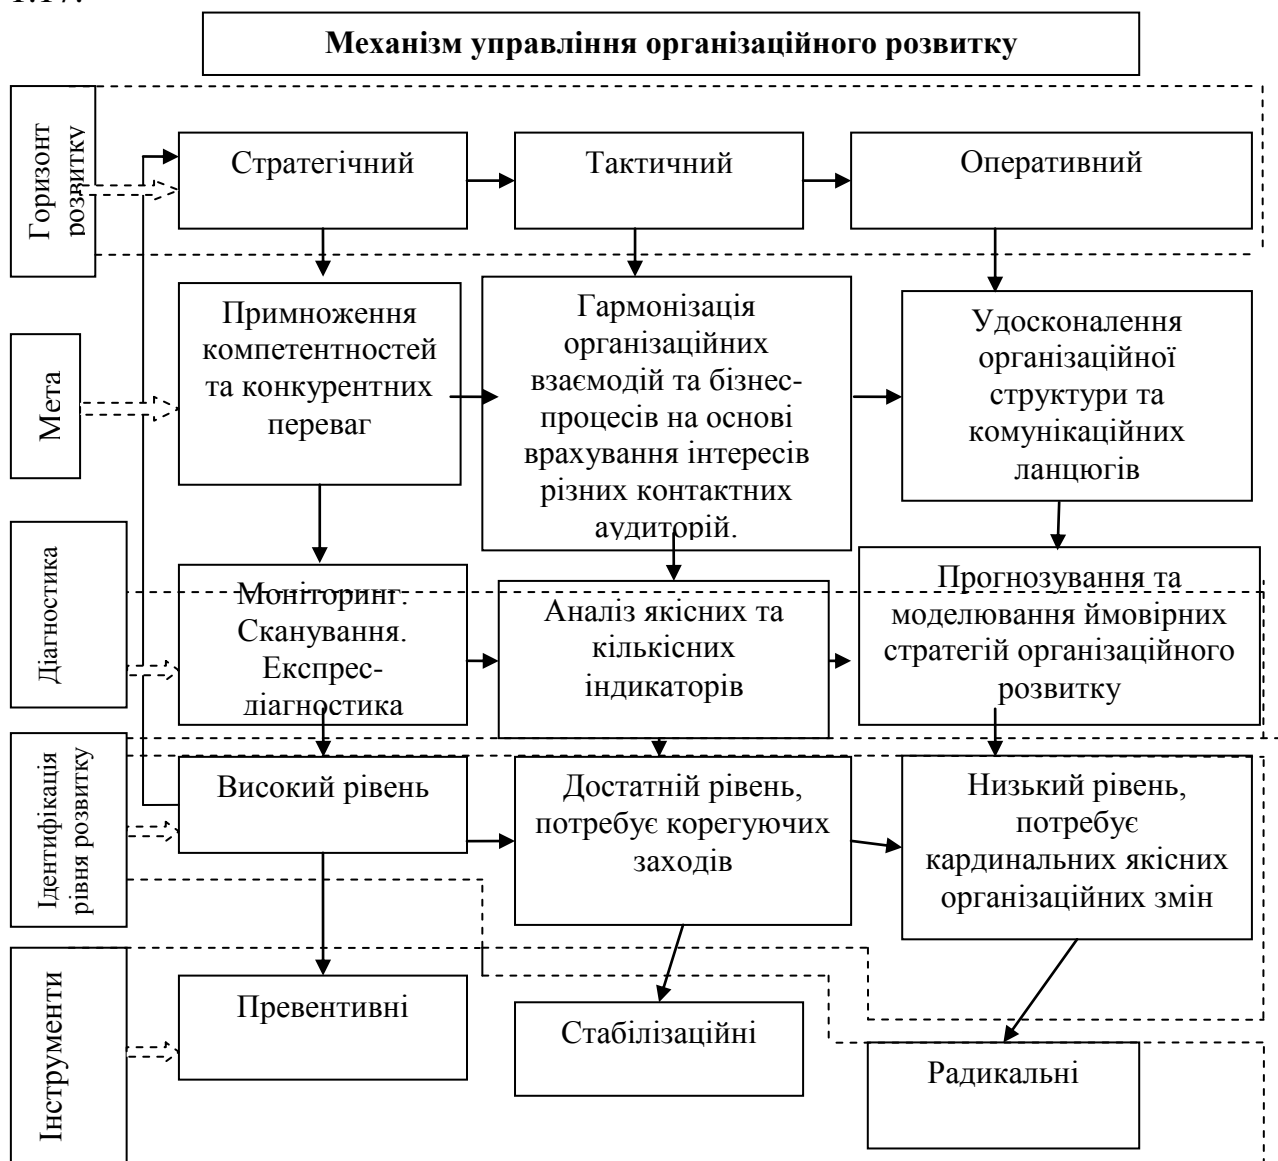 1.17.
Механізм управління організаційного розвитку
Горизонт
розвитку
Стратегічний
Тактичний
Оперативний
Мета
Примноження
компетентностей
та конкурентних
переваг
Гармонізація
організаційних
взаємодій та бізнес-
процесів на основі
врахування інтересів
різних контактних
аудиторій.
Удосконалення
організаційної
структури та
комунікаційних
ланцюгів
Діагностика
Моніторинг.
Сканування.
Експрес-
діагностика
Аналіз якісних та
кількісних
індикаторів
Прогнозування та
моделювання ймовірних
стратегій організаційного
розвитку
Ідентифікація
рівня розвитку
Високий рівень
Достатній рівень,
потребує корегуючих
заходів
Низький рівень,
потребує
кардинальних якісних
організаційних змін
Інструменти
Превентивні
Стабілізаційні
Радикальні